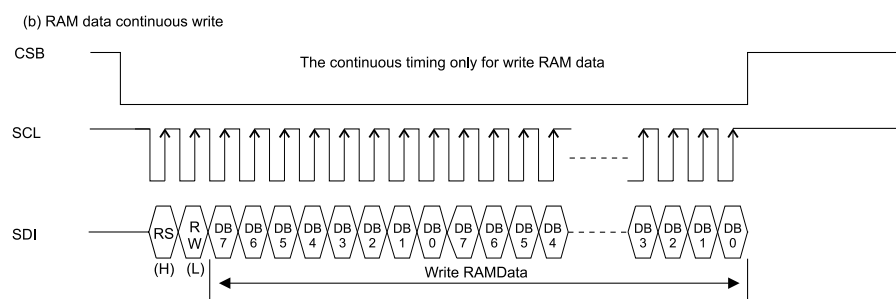 (b) RAM data continuous write
CSB
The continuous timing only for write RAM data
SCL
SDI
RS
R
W
DB
7
DB
6
DB
5
DB
4
DB
3
DB
2
DB
1
DB
0
DB
7
DB
6
DB
5
DB
4
DB
3
DB
2
DB
1
DB
0
(H)
(L)
Write RAMData